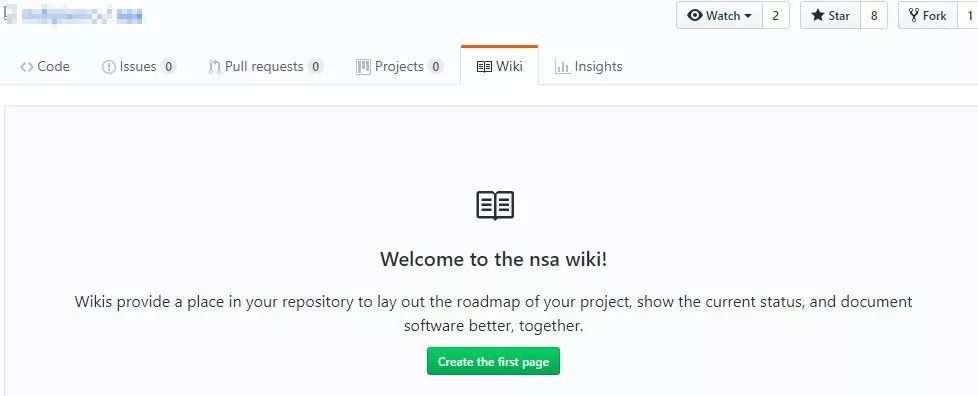 Watch 2 Star 8 Fork 1
Code Issues 0 Pull requests 0 Projects 0 Wiki Insights
Welcome to the nsa wiki!
Wikis provide a place in your repository to lay out the roadmap of your project, show the current status, and document
software better, together.
Create the first page